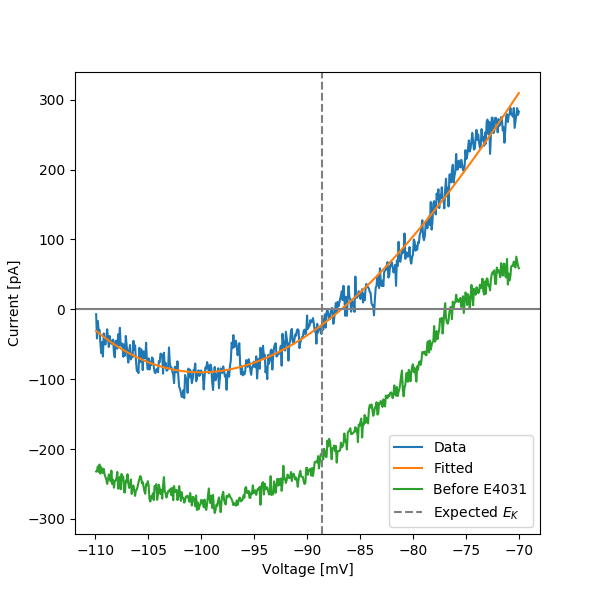 300
200
100
0
−100
−200
−300
Current [pA]
−110 −105 −100 −95 −90 −85 −80 −75 −70
Voltage [mV]
Data
Fitted
Before E4031
Expected E_K